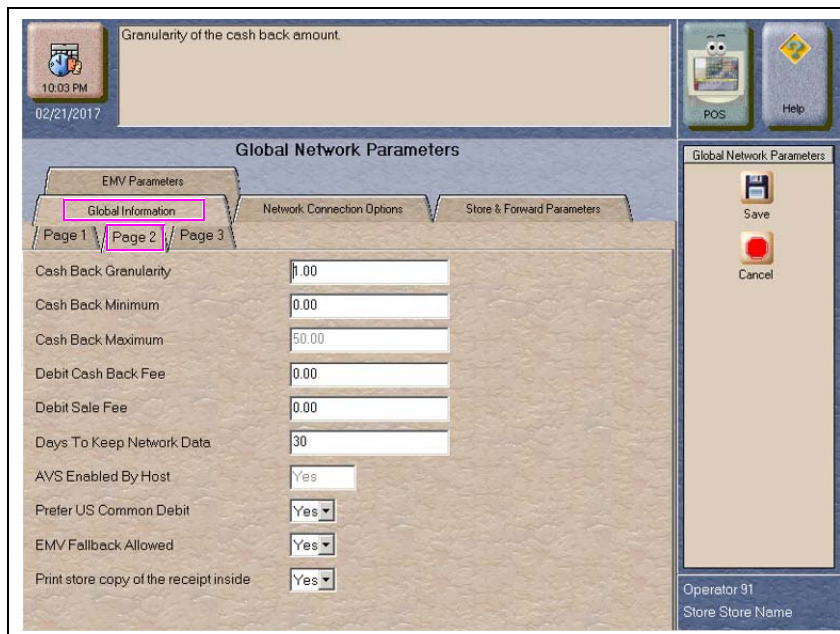 Granularity of the cash back amount.
10:03 PM
02/21/2017
POS
Help
Global Network Parameters
Global Network Parameters
EMV Parameters
Global Information
Network Connection Options
Store & Forward Parameters
Page 1
Page 2
Page 3
Save
Cancel
Cash Back Granularity
1.00
Cash Back Minimum
0.00
Cash Back Maximum
50.00
Debit Cash Back Fee
0.00
Debit Sale Fee
0.00
Days To Keep Network Data
30
AVS Enabled By Host
Yes
Prefer US Common Debit
Yes
EMV Fallback Allowed
Yes
Print store copy of the receipt inside
Yes
Operator 91
Store Store Name